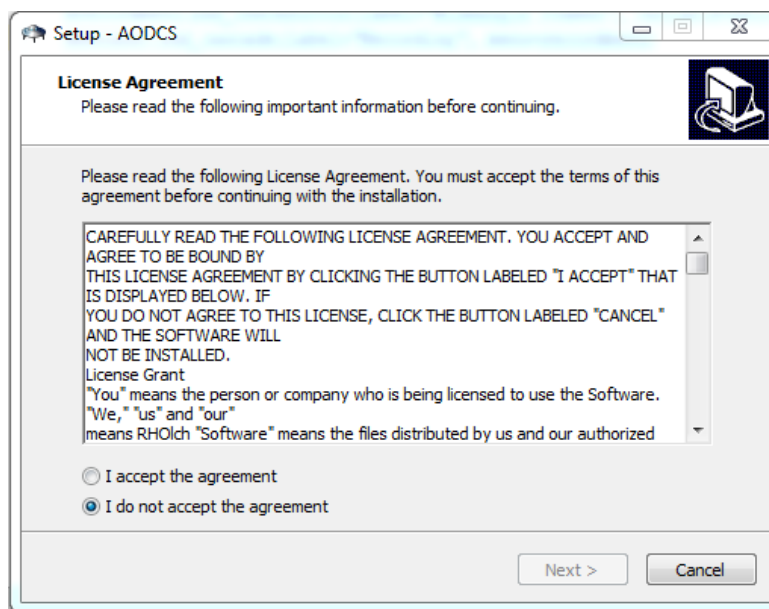 Setup - AODCS
License Agreement
Please read the following important information before continuing.
Please read the following License Agreement. You must accept the terms of this
agreement before continuing with the installation.
CAREFULLY READ THE FOLLOWING LICENSE AGREEMENT. YOU ACCEPT AND
AGREE TO BE BOUND BY
THIS LICENSE AGREEMENT BY CLICKING THE BUTTON LABELED "I ACCEPT" THAT
IS DISPLAYED BELOW. IF
YOU DO NOT AGREE TO THIS LICENSE, CLICK THE BUTTON LABELED "CANCEL"
AND THE SOFTWARE WILL
NOT BE INSTALLED.
License Grant
"You" means the person or company who is being licensed to use the Software.
"We," "us" and "our"
means RHOlch "Software" means the files distributed by us and our authorized
I accept the agreement
I do not accept the agreement
Next >
Cancel